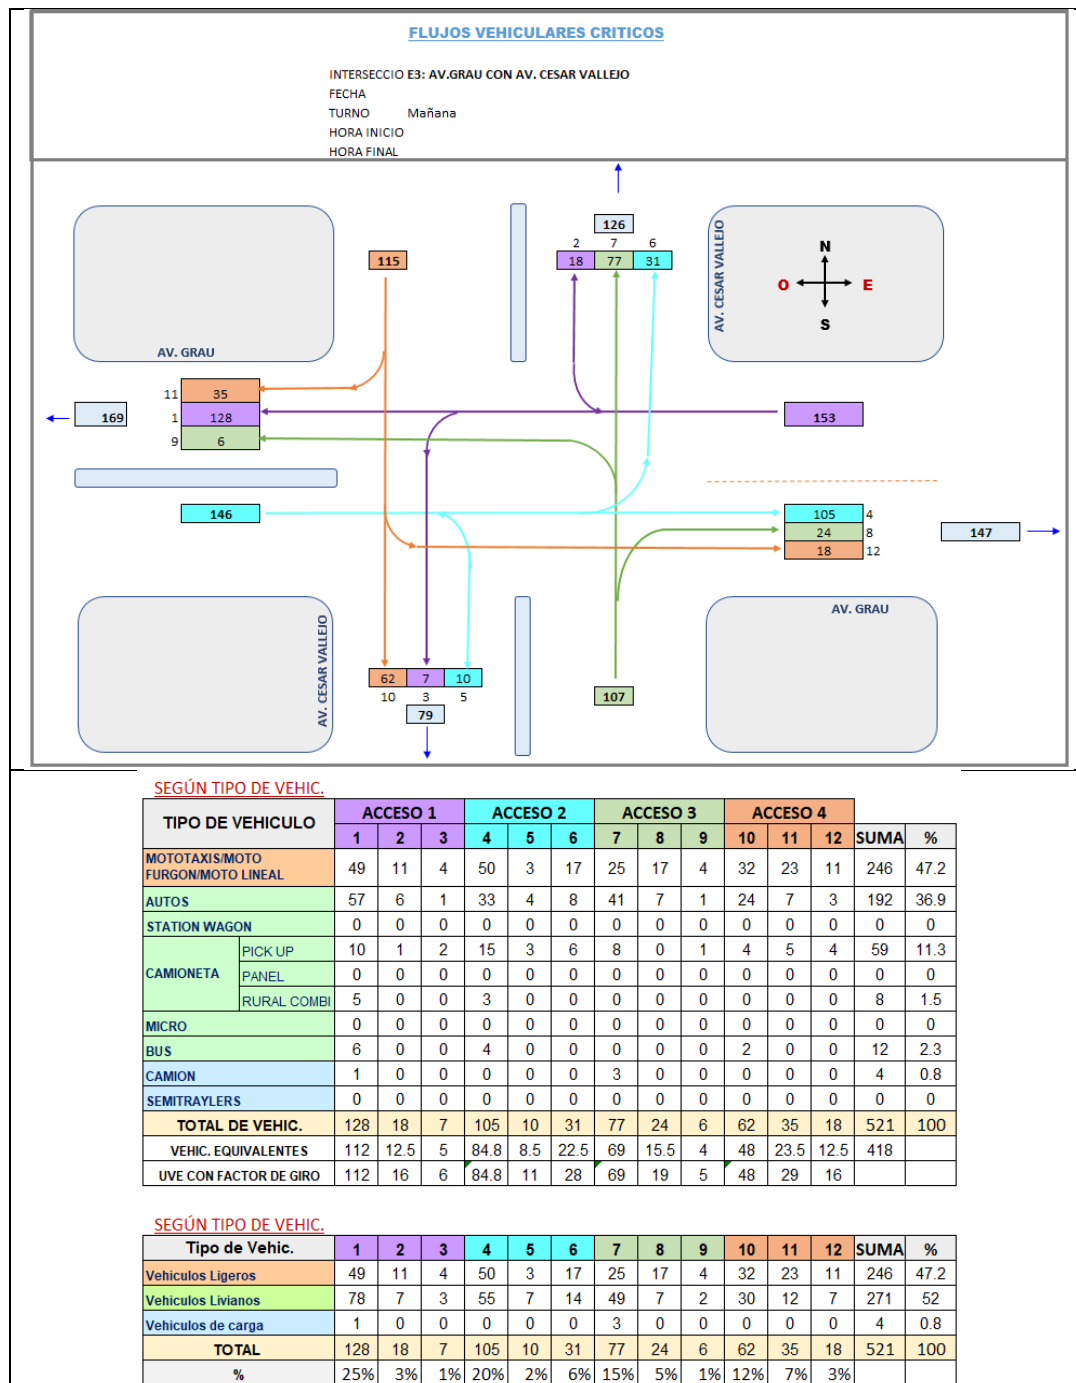 FLUJOS VEHICULARES CRITICOS
INTERSECCIO E3: AV.GRAU CON AV. CESAR VALLEJO
FECHA
TURNO Mañana
HORA INICIO
HORA FINAL
126
2 7 6
115 18 77 31
AV. CESAR VALLEJO
N
O E
S
AV. GRAU
11 35
169 1 128 153
9 6
146 105 4
24 8 147
18 12
AV. GRAU
AV. CESAR VALLEJO
62 7 10
10 3 5 107
79
SEGÚN TIPO DE VEHIC.
TIPO DE VEHICULO ACCESO 1 ACCESO 2 ACCESO 3 ACCESO 4
1 2 3 4 5 6 7 8 9 10 11 12 SUMA %
MOTOTAXIS/MOTO
FURGON/MOTO LINEAL 49 11 4 50 3 17 25 17 4 32 23 11 246 47.2
AUTOS 57 6 1 33 4 8 41 7 1 24 7 3 192 36.9
STATION WAGON 0 0 0 0 0 0 0 0 0 0 0 0 0 0
CAMIONETA PICK UP 10 1 2 15 3 6 8 0 1 4 5 4 59 11.3
PANEL 0 0 0 0 0 0 0 0 0 0 0 0 0 0
RURAL COMBI 5 0 0 3 0 0 0 0 0 0 0 0 8 1.5
MICRO 0 0 0 0 0 0 0 0 0 0 0 0 0 0
BUS 6 0 0 4 0 0 0 0 0 2 0 0 12 2.3
CAMION 1 0 0 0 0 0 3 0 0 0 0 0 4 0.8
SEMITRAYLERS 0 0 0 0 0 0 0 0 0 0 0 0 0 0
TOTAL DE VEHIC. 128 18 7 105 10 31 77 24 6 62 35 18 521 100
VEHIC. EQUIVALENTES 112 12.5 5 84.8 8.5 22.5 69 15.5 4 48 23.5 12.5 418
UVE CON FACTOR DE GIRO 112 16 6 84.8 11 28 69 19 5 48 29 16
SEGÚN TIPO DE VEHIC.
Tipo de Vehic. 1 2 3 4 5 6 7 8 9 10 11 12 SUMA %
Vehiculos Ligeros 49 11 4 50 3 17 25 17 4 32 23 11 246 47.2
Vehiculos Livianos 78 7 3 55 7 14 49 7 2 30 12 7 271 52
Vehiculos de carga 1 0 0 0 0 0 3 0 0 0 0 0 4 0.8
TOTAL 128 18 7 105 10 31 77 24 6 62 35 18 521 100
% 25% 3% 1% 20% 2% 6% 15% 5% 1% 12% 7% 3%